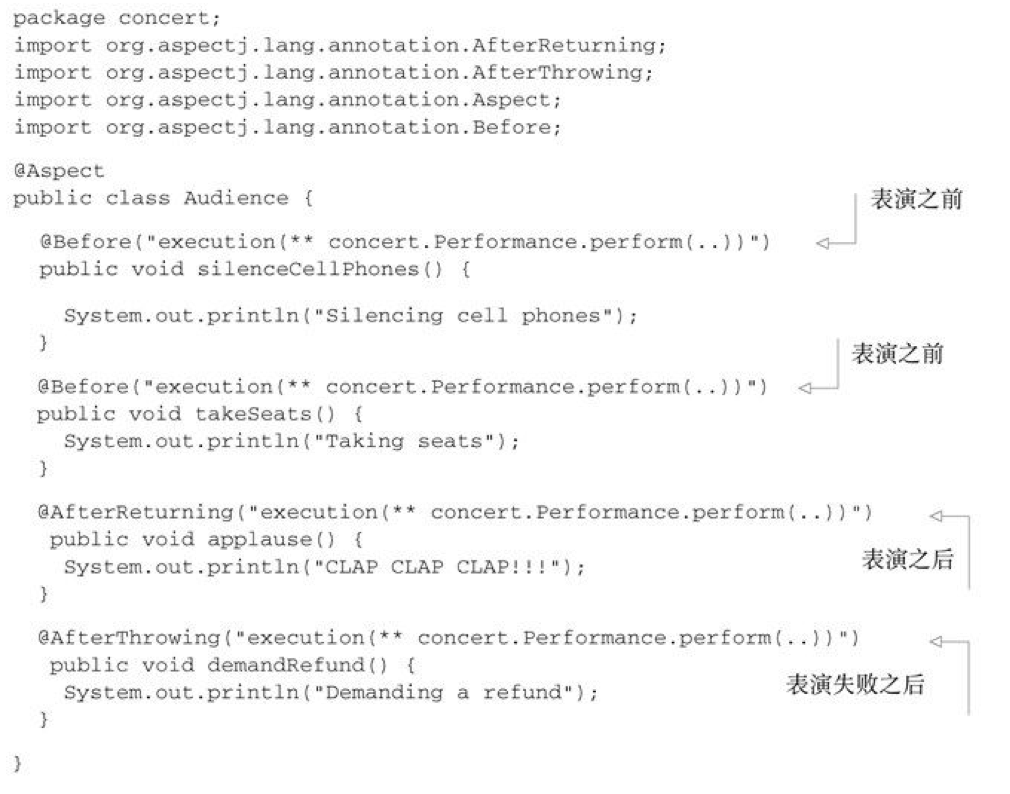 package concert;
import org.aspectj.lang.annotation.AfterReturning;
import org.aspectj.lang.annotation.AfterThrowing;
import org.aspectj.lang.annotation.Aspect;
import org.aspectj.lang.annotation.Before;
@Aspect
public class Audience {
表演之前
@Before("execution(** concert.Performance.perform(..))")
public void silenceCellPhones() {
System.out.println("Silencing cell phones");
}
表演之前
@Before("execution(** concert.Performance.perform(..))")
public void takeSeats() {
System.out.println("Taking seats");
}
@AfterReturning("execution(** concert.Performance.perform(..))")
public void applause() {
表演之后
System.out.println("CLAP CLAP CLAP!!!");
}
@AfterThrowing("execution(** concert.Performance.perform(..))")
public void demandRefund() {
表演失败之后
System.out.println("Demanding a refund");
}
}